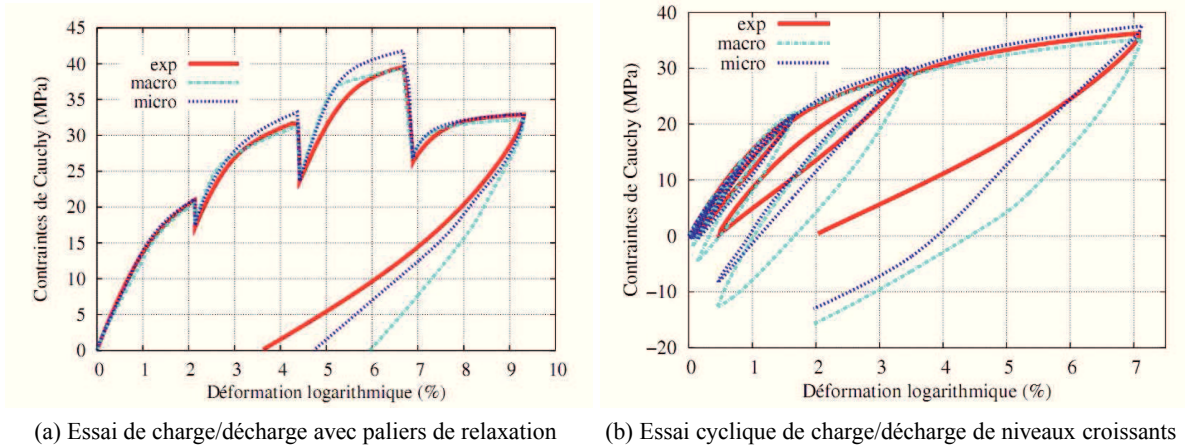 45
40
35
30
25
20
15
10
5
0
Contraintes de Cauchy (MPa)
exp
macro
micro
0 1 2 3 4 5 6 7 8 9 10
Déformation logarithmique (%)
(a) Essai de charge/décharge avec paliers de relaxation
40
30
20
10
0
−10
−20
Contraintes de Cauchy (MPa)
exp
macro
micro
0 1 2 3 4 5 6 7
Déformation logarithmique (%)
(b) Essai cyclique de charge/décharge de niveaux croissants